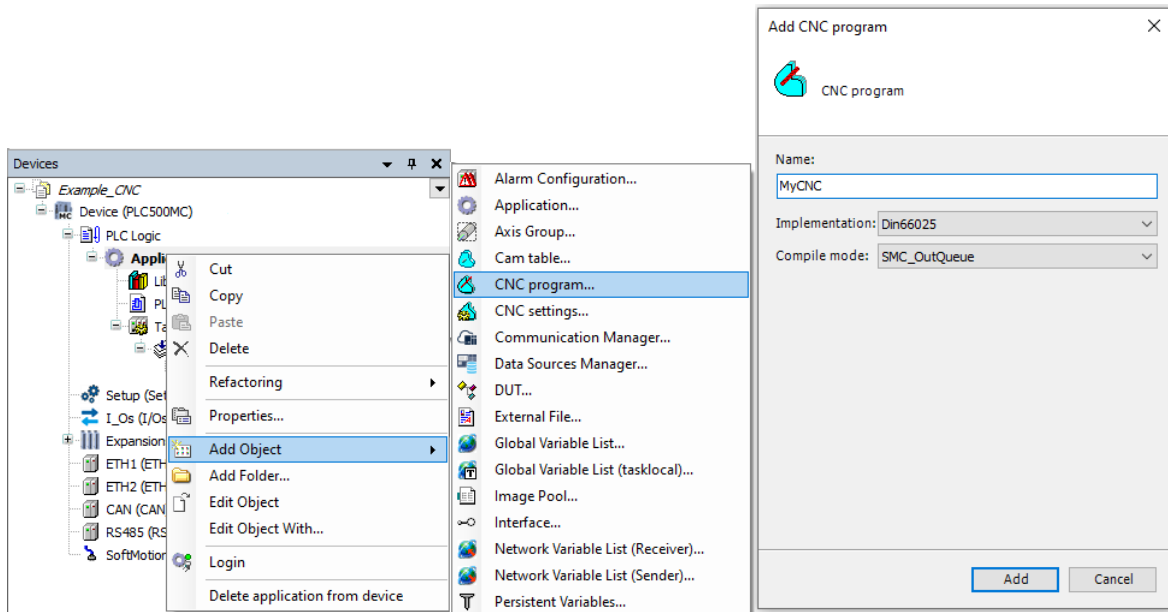 Devices
Example_CNC
Device (PLC500MC)
PLC Logic
Appli
Lib
PL
Ta
Setup (Set
I_Os (I/Os
Expansion
ETH1 (ETH
ETH2 (ETH
CAN (CAN
RS485 (RS
SoftMotion
Cut
Copy
Paste
Delete
Refactoring
Properties...
Add Object
Add Folder...
Edit Object
Edit Object With...
Login
Delete application from device
Alarm Configuration...
Application...
Axis Group...
Cam table...
CNC program...
CNC settings...
Communication Manager...
Data Sources Manager...
DUT...
External File...
Global Variable List...
Global Variable List (tasklocal)...
Image Pool...
Interface...
Network Variable List (Receiver)...
Network Variable List (Sender)...
Persistent Variables...
Add CNC program
CNC program
Name:
MyCNC
Implementation: Din66025
Compile mode: SMC_OutQueue
Add Cancel